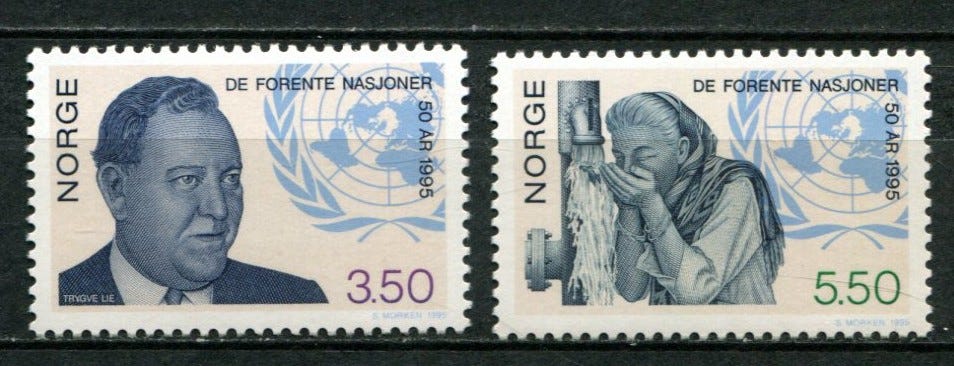 NORGE
DE FORENTE NASJONER
50 ÅR 1995
TRYGVE LIE
3.50
S. MORKEN 1995
NORGE
DE FORENTE NASJONER
50 ÅR 1995
5.50
S. MORKEN 1995